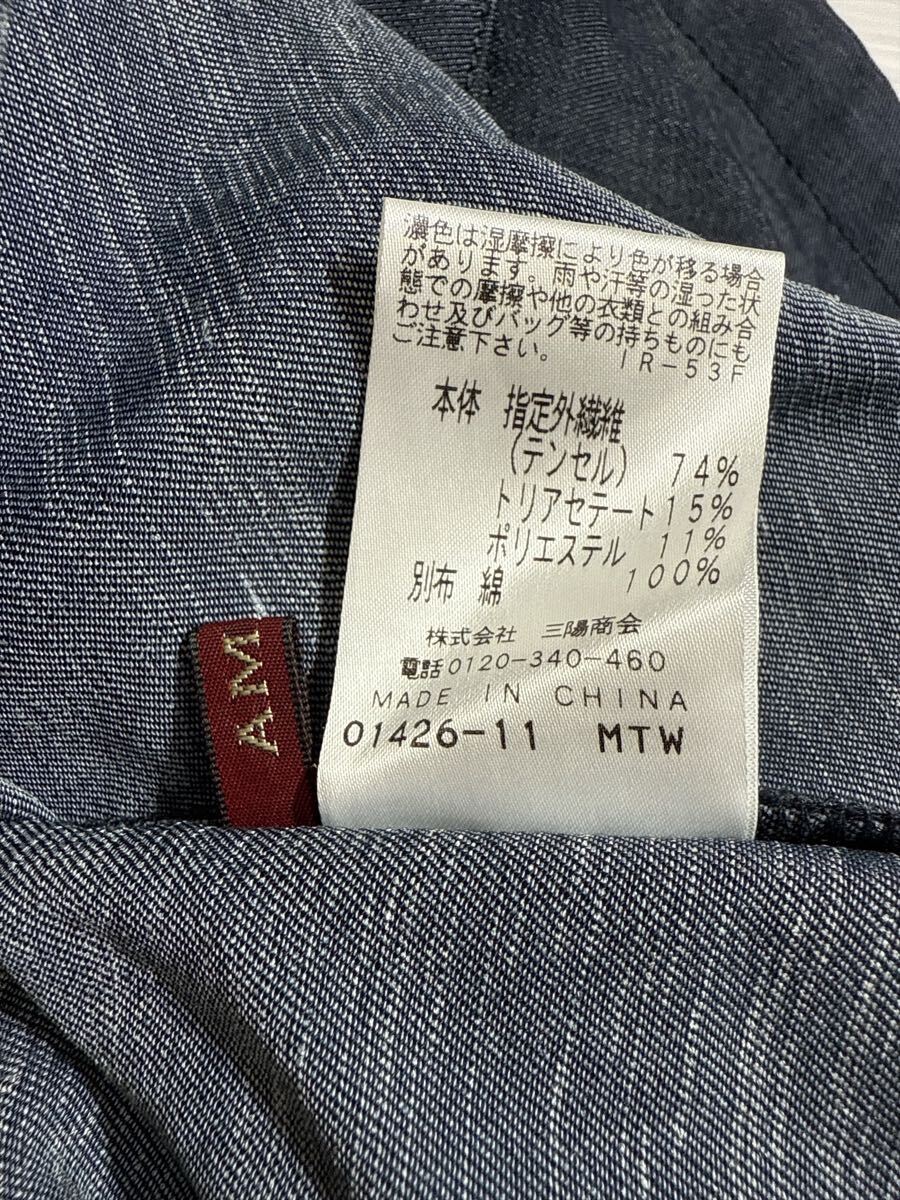 濃色は湿摩擦により色が移る場合
があります。雨や汗等の湿った状
態での摩擦や他の衣類との組み合
わせ及びバッグ等の持ちものにも
ご注意下さい。 IR-53F
本体 指定外繊維
(テンセル) 74%
トリアセテート15%
ポリエステル 11%
別布 綿 100%
株式会社 三陽商会
電話0120-340-460
MADE IN CHINA
01426-11 MTW
AM